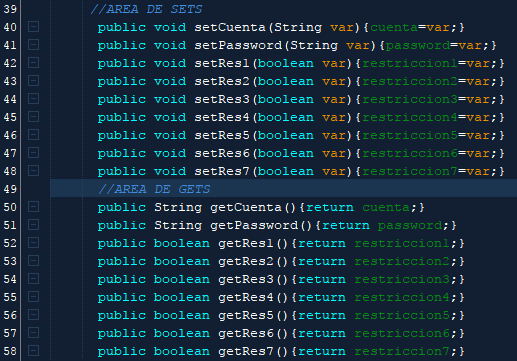 39 //AREA DE SETS
40 public void setCuenta(String var){cuenta=var;}
41 public void setPassword(String var){password=var;}
42 public void setRes1(boolean var){restriccion1=var;}
43 public void setRes2(boolean var){restriccion2=var;}
44 public void setRes3(boolean var){restriccion3=var;}
45 public void setRes4(boolean var){restriccion4=var;}
46 public void setRes5(boolean var){restriccion5=var;}
47 public void setRes6(boolean var){restriccion6=var;}
48 public void setRes7(boolean var){restriccion7=var;}
49 //AREA DE GETS
50 public String getCuenta(){return cuenta;}
51 public String getPassword(){return password;}
52 public boolean getRes1(){return restriccion1;}
53 public boolean getRes2(){return restriccion2;}
54 public boolean getRes3(){return restriccion3;}
55 public boolean getRes4(){return restriccion4;}
56 public boolean getRes5(){return restriccion5;}
57 public boolean getRes6(){return restriccion6;}
58 public boolean getRes7(){return restriccion7;}